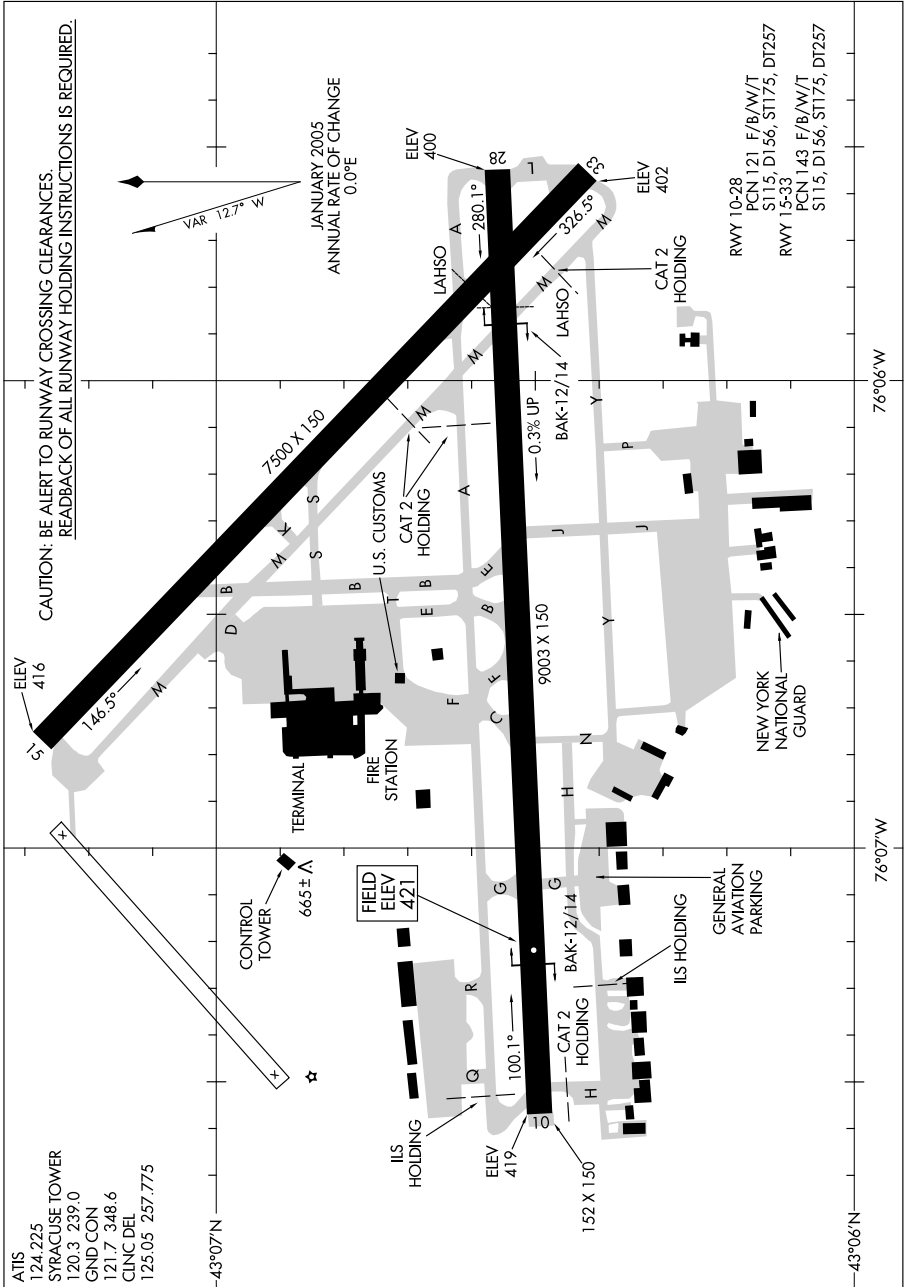 CAUTION: BE ALERT TO RUNWAY CROSSING CLEARANCES.
READBACK OF ALL RUNWAY HOLDING INSTRUCTIONS IS REQUIRED.
ATIS
124.225
SYRACUSE TOWER
120.3 239.0
GND CON
121.7 348.6
CLNC DEL
125.05 257.775
VAR 12.7° W
JANUARY 2005
ANNUAL RATE OF CHANGE
0.0°E
ELEV
416
15
146.5°
7500 X 150
M
D
B
M
K
S
S
U.S. CUSTOMS
CAT 2
HOLDING
T
B
E
B
E
B
F
F
C
A
A
M
M
LAHSO
ELEV
400
28
280.1°
L
33
ELEV
402
326.5°
M
M
CAT 2
HOLDING
LAHSO
BAK-12/14
0.3% UP
9003 X 150
TERMINAL
FIRE
STATION
CONTROL
TOWER
665±
FIELD
ELEV
421
G
G
R
Q
100.1°
ILS
HOLDING
ELEV
419
10
152 X 150
CAT 2
HOLDING
BAK-12/14
H
H
N
J
J
Y
Y
P
ILS HOLDING
GENERAL
AVIATION
PARKING
NEW YORK
NATIONAL
GUARD
RWY 10-28
PCN 121 F/B/W/T
S115, D156, ST175, DT257
RWY 15-33
PCN 143 F/B/W/T
S115, D156, ST175, DT257
x
x
43°07'N
43°06'N
76°07'W
76°06'W